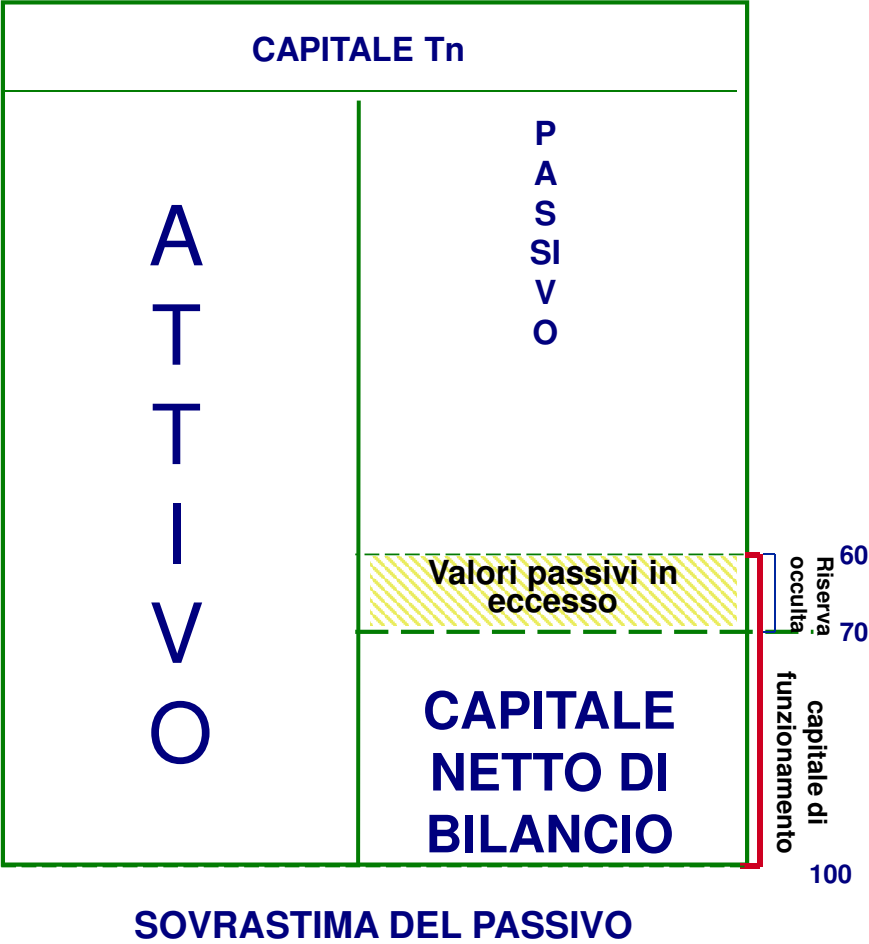 CAPITALE Tn
A
T
T
I
V
O
P
A
S
SI
V
O
Valori passivi in
eccesso
Riserva
occulta
60
70
CAPITALE
NETTO DI
BILANCIO
capitale di
funzionamento
100
SOVRASTIMA DEL PASSIVO